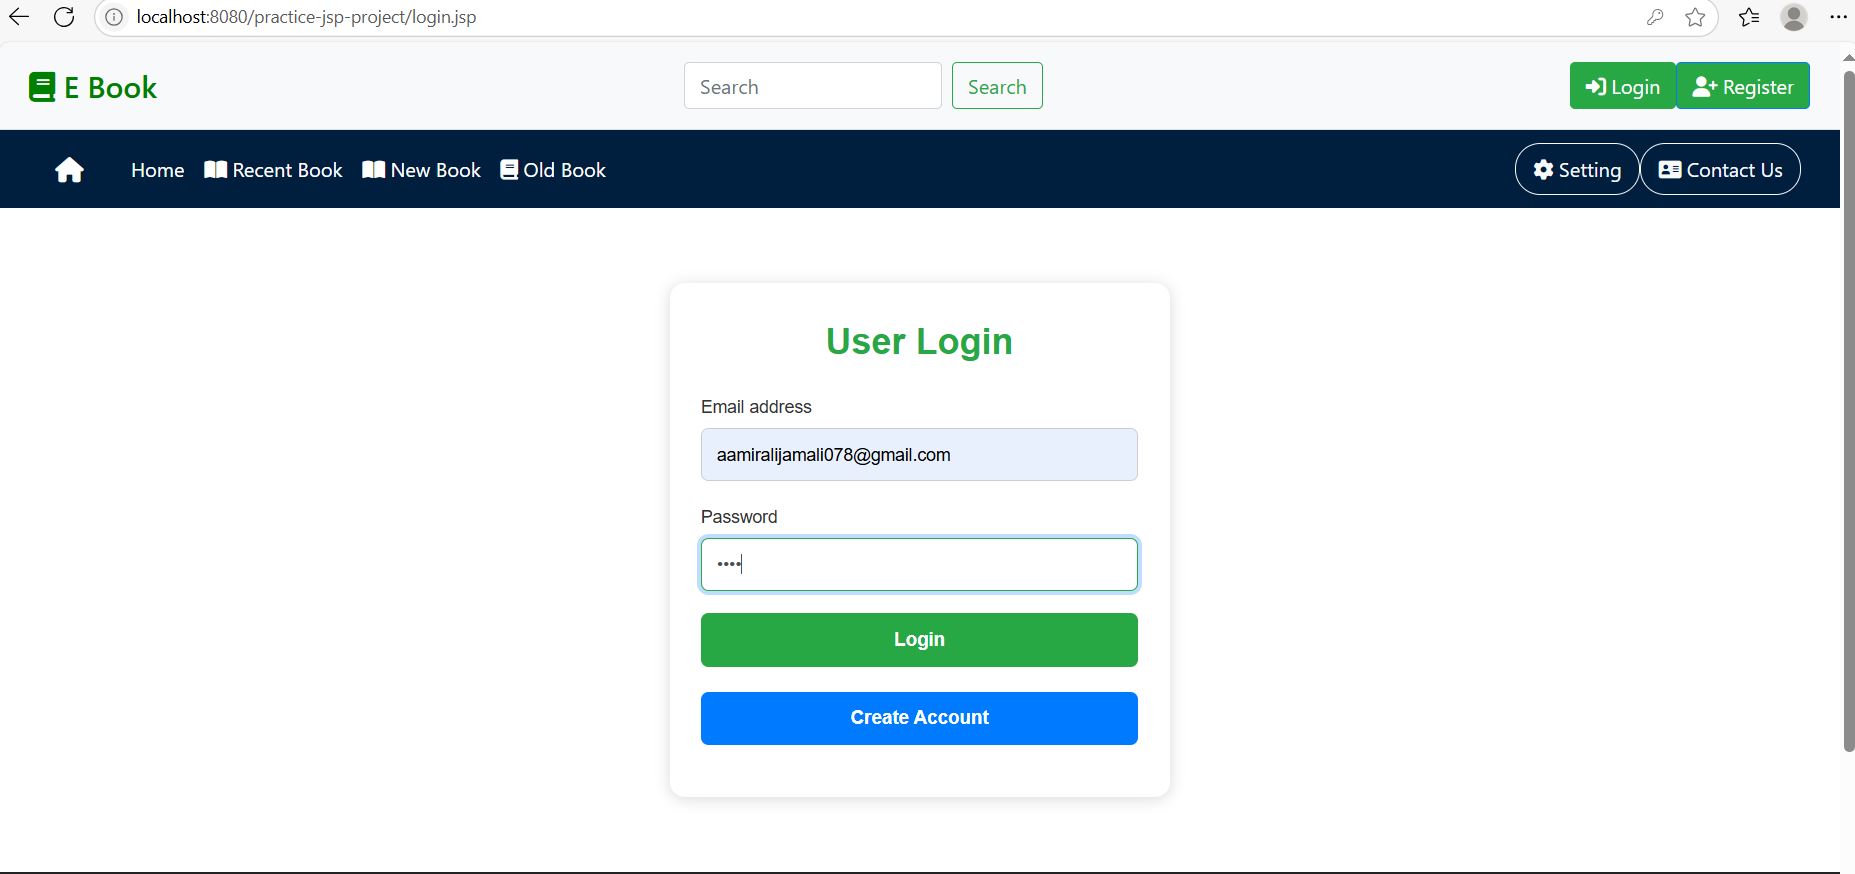 localhost:8080/practice-jsp-project/login.jsp
E Book
Search
Search
Login
Register
Home
Recent Book
New Book
Old Book
Setting
Contact Us
User Login
Email address
aamiralijamali078@gmail.com
Password
••••
Login
Create Account